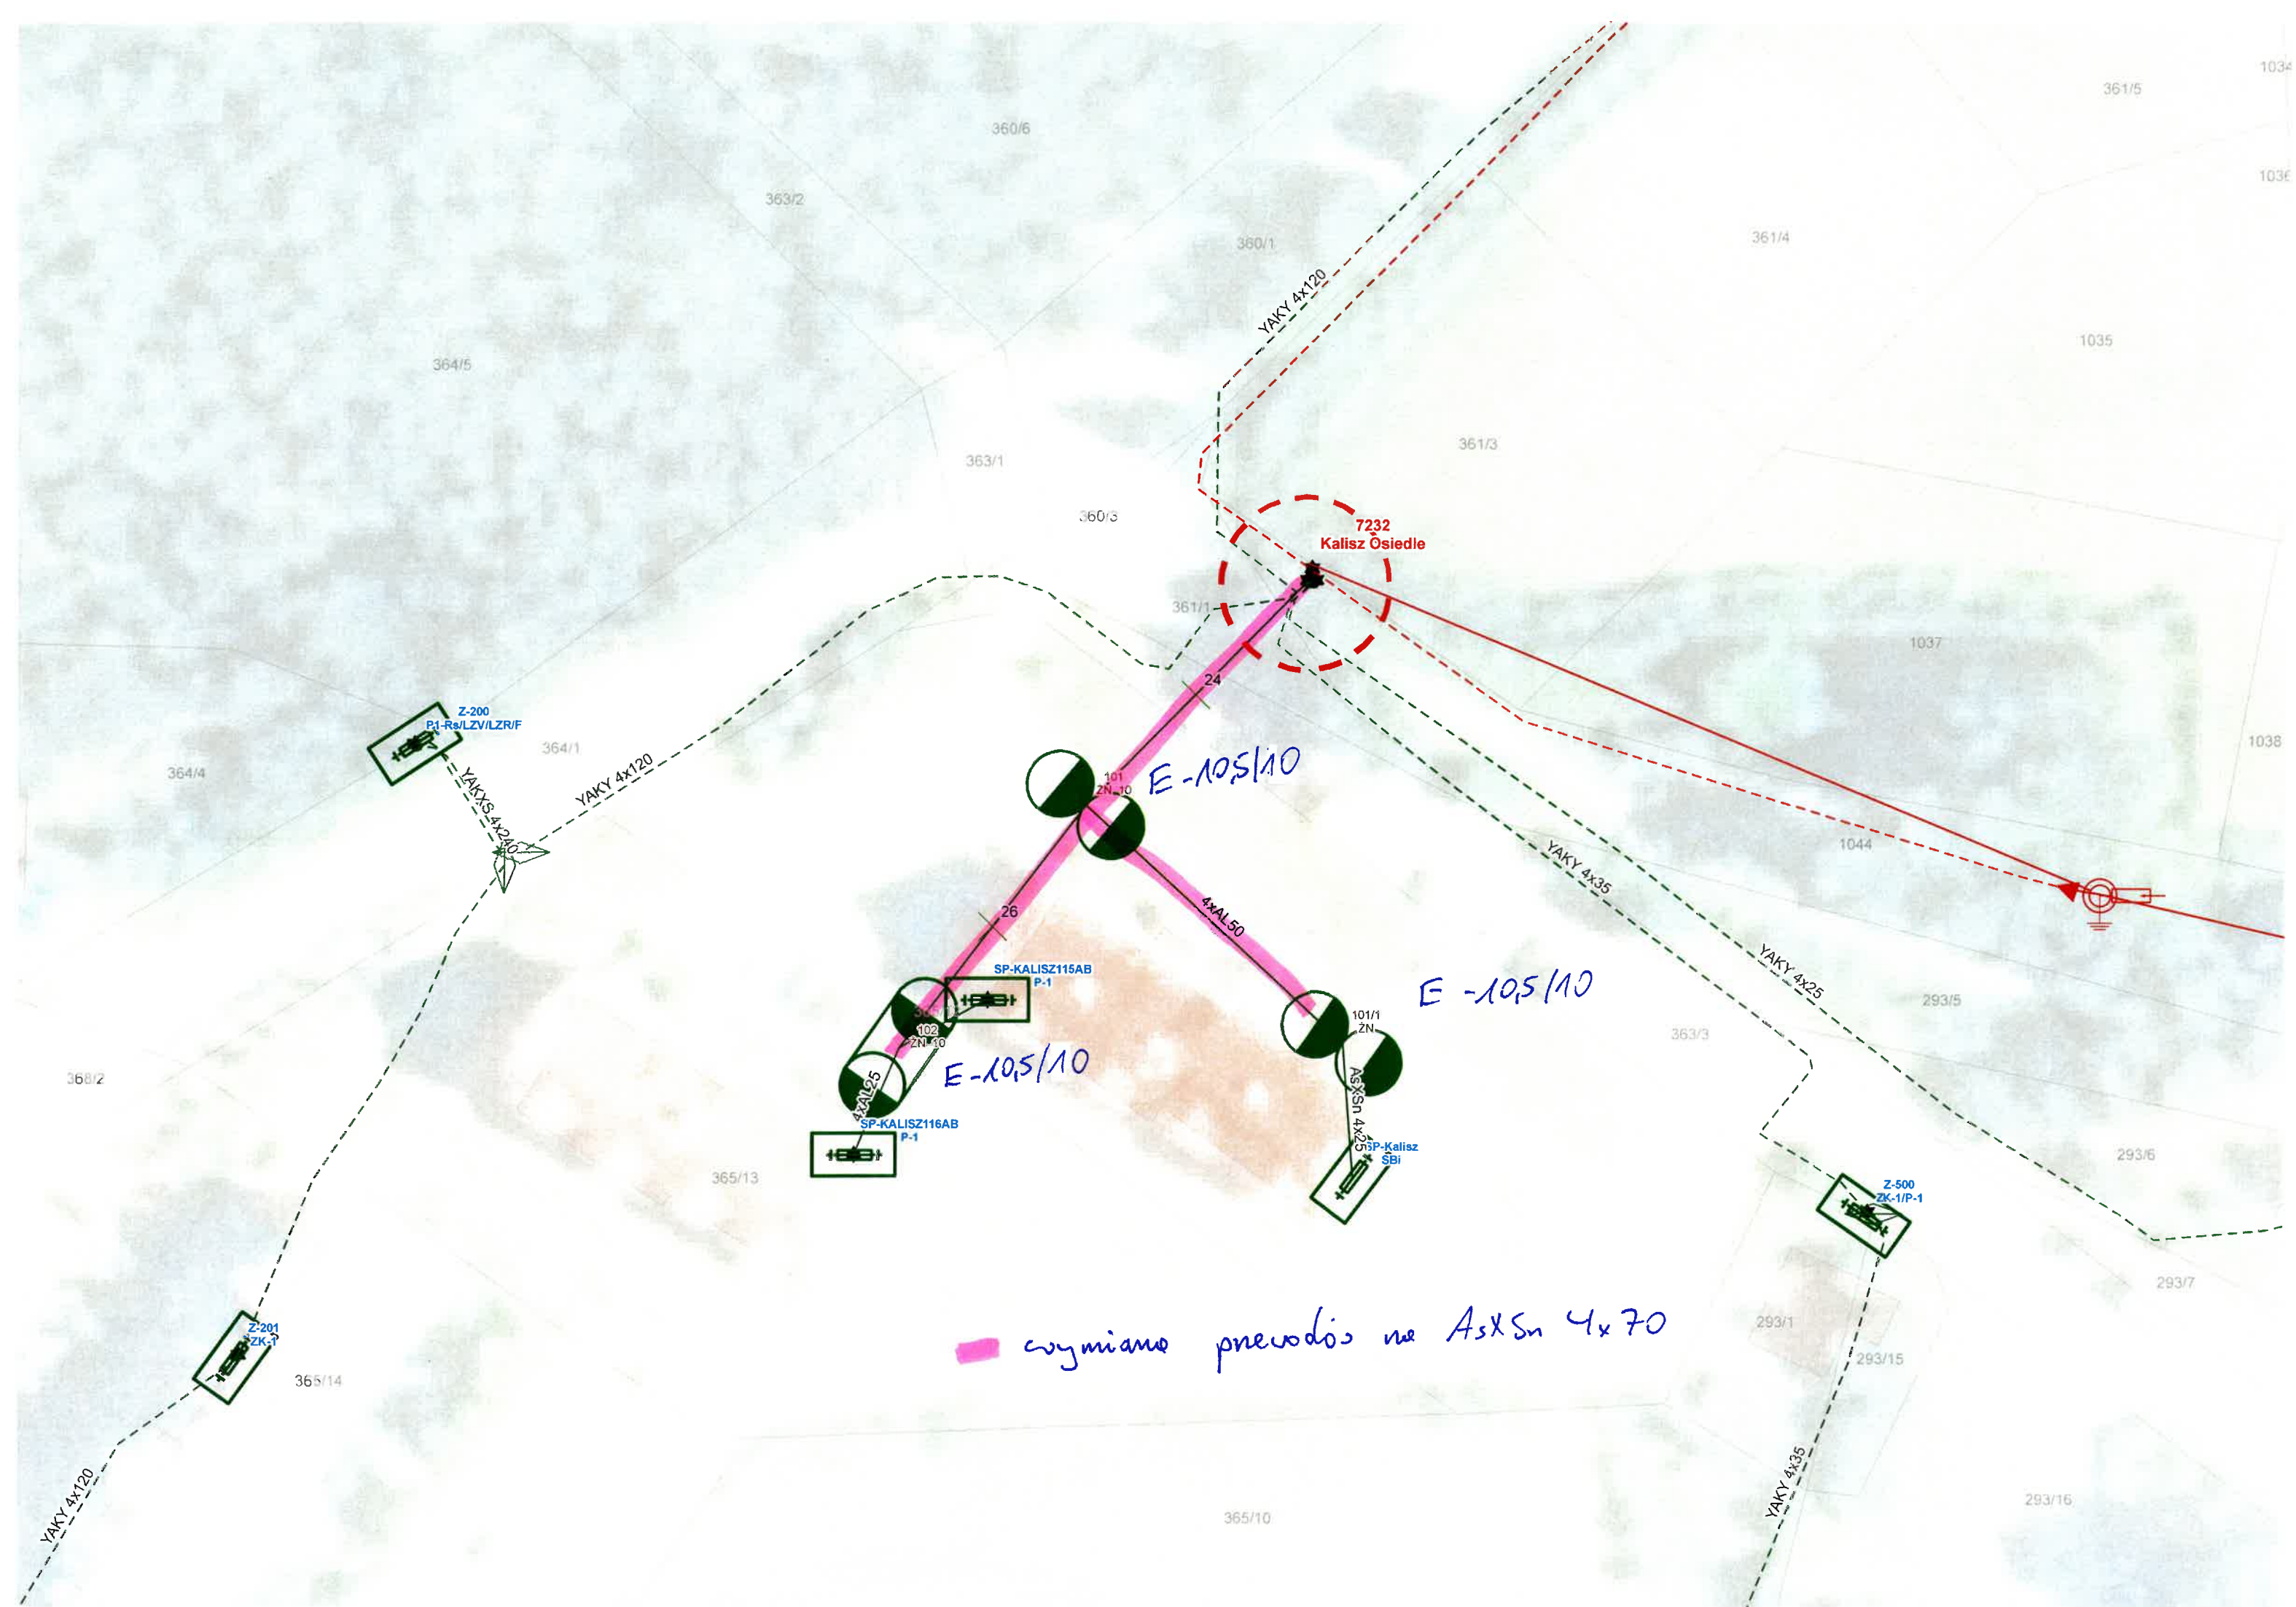 1034
361/5
360/6
1036
363/2
360/1
361/4
YAKY 4x120
1035
364/5
361/3
363/1
360/3
7232
Kalisz Osiedle
361/1
1037
24
Z-200
P1-Rs/LZV/LZR/F
364/1
364/4
1038
YAKXS 4x240
YAKY 4x120
101
ŻN_10
E-10,5/10
1044
YAKY 4x35
26
4xAL50
SP-KALISZ115AB
P-1
YAKY 4x25
E-10,5/10
293/5
101/1
ŻN
363/3
102
ŻN_10
E-10,5/10
368/2
4xAL25
AsXSn 4x25
SP-KALISZ116AB
P-1
SP-Kalisz
SBi
365/13
293/6
Z-500
ZK-1/P-1
293/7
Z-201
ZK-1
wymiana przewodów na AsXSn 4x70
293/1
293/15
365/14
YAKY 4x120
YAKY 4x35
293/16
365/10